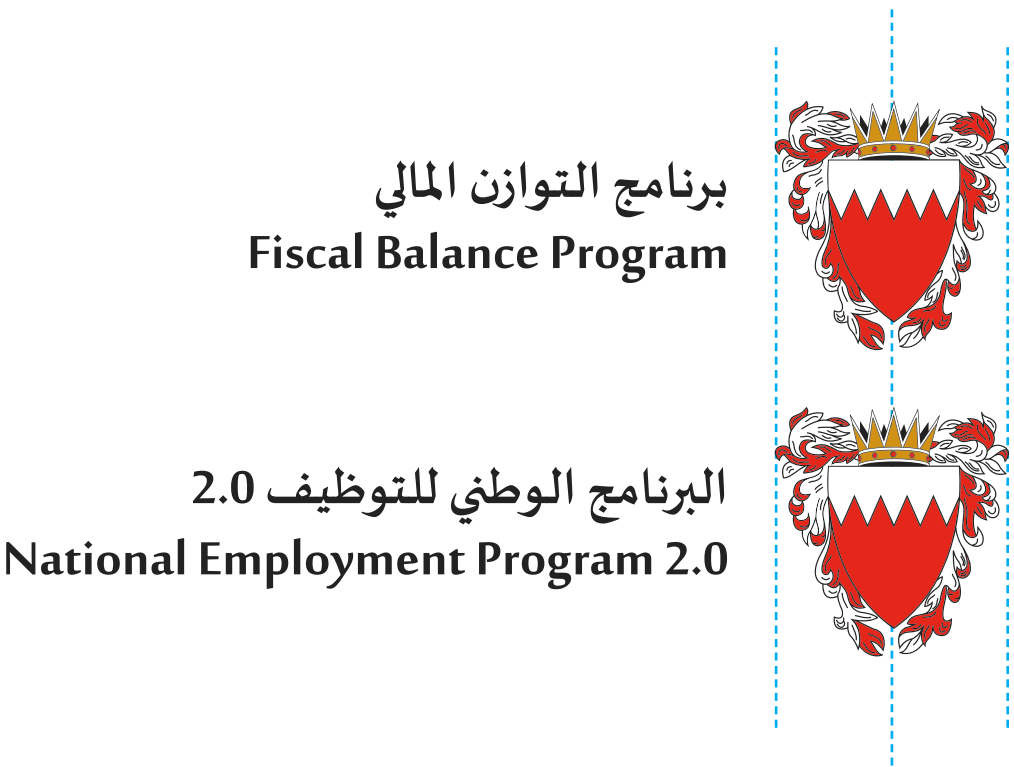 برنامج التوازن المالي
Fiscal Balance Program
البرنامج الوطني للتوظيف 2.0
National Employment Program 2.0